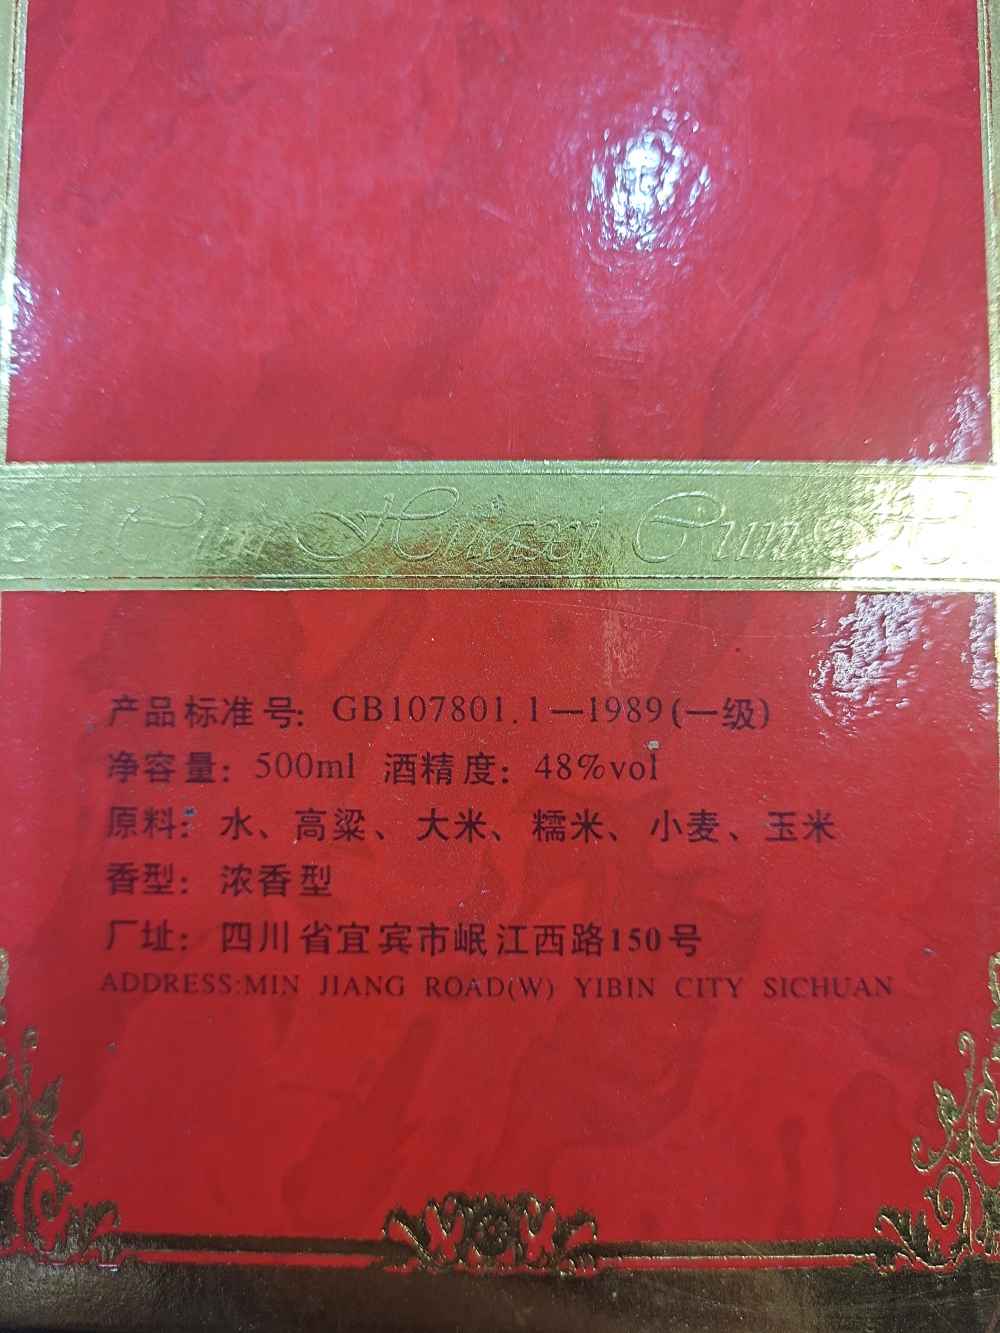 Cun Huaxi Cun
产品标准号: GB107801.1—1989(一级)
净容量: 500ml 酒精度: 48%vol
原料: 水、高粱、大米、糯米、小麦、玉米
香型: 浓香型
厂址: 四川省宜宾市岷江西路150号
ADDRESS:MIN JIANG ROAD(W) YIBIN CITY SICHUAN